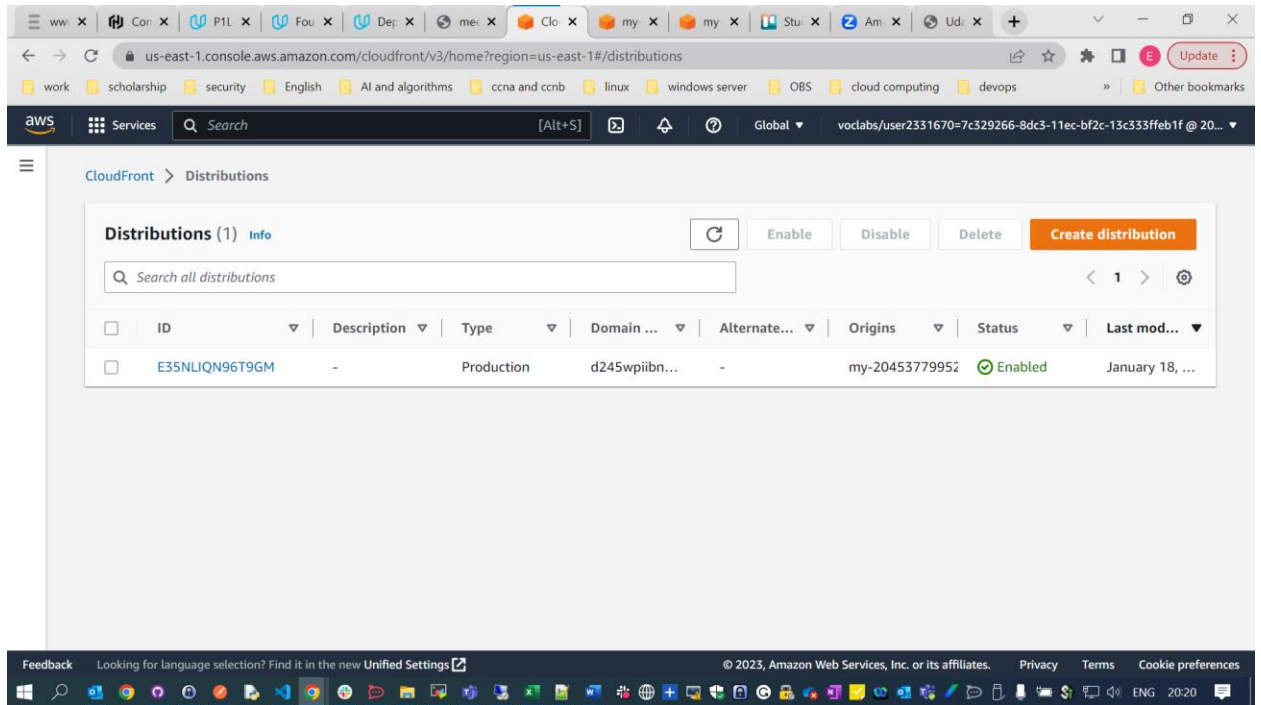 ww Con P1L Fou Dep mee Clo my my Stu Am Uda
us-east-1.console.aws.amazon.com/cloudfront/v3/home?region=us-east-1#/distributions E Update
work scholarship security English AI and algorithms ccna and ccnb linux windows server OBS cloud computing devops » Other bookmarks
aws Services Search [Alt+S] Global voclabs/user2331670=7c329266-8dc3-11ec-bf2c-13c333ffeb1f @ 20...
CloudFront > Distributions
Distributions (1) Info Enable Disable Delete Create distribution
Search all distributions < 1 >
ID Description Type Domain ... Alternate... Origins Status Last mod...
E35NLIQN96T9GM - Production d245wpiibn... - my-20453779952 Enabled January 18, ...
Feedback Looking for language selection? Find it in the new Unified Settings © 2023, Amazon Web Services, Inc. or its affiliates. Privacy Terms Cookie preferences
ENG 20:20